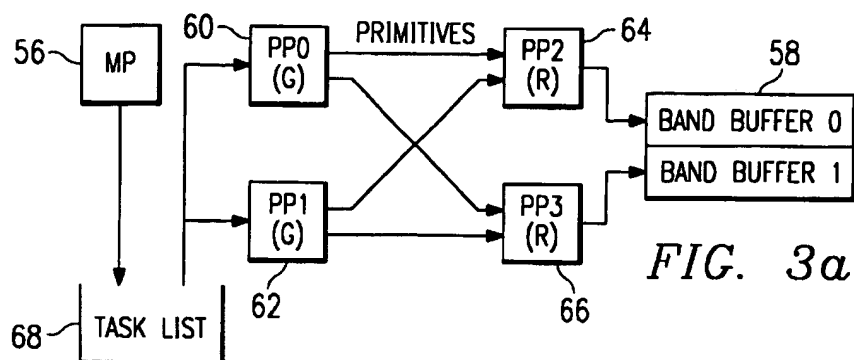 56
MP
60
PP0
(G)
PRIMITIVES
PP2
(R)
64
58
BAND BUFFER 0
BAND BUFFER 1
PP1
(G)
62
PP3
(R)
66
68
TASK LIST
FIG. 3a